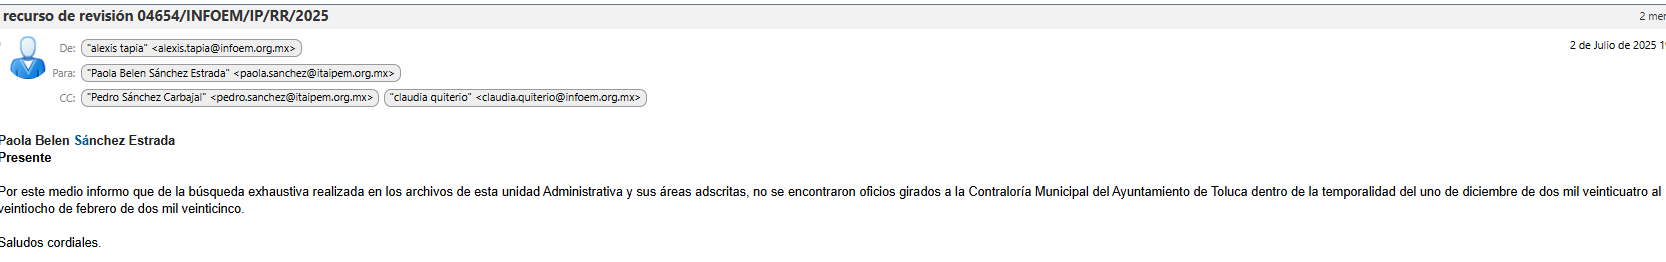 recurso de revisión 04654/INFOEM/IP/RR/2025
De: "alexis tapia" <alexis.tapia@infoem.org.mx>
2 de Julio de 2025
Para: "Paola Belen Sánchez Estrada" <paola.sanchez@itaipem.org.mx>
CC: "Pedro Sánchez Carbajal" <pedro.sanchez@itaipem.org.mx> "claudia quiterio" <claudia.quiterio@infoem.org.mx>
Paola Belen Sánchez Estrada
Presente
Por este medio informo que de la búsqueda exhaustiva realizada en los archivos de esta unidad Administrativa y sus áreas adscritas, no se encontraron oficios girados a la Contraloría Municipal del Ayuntamiento de Toluca dentro de la temporalidad del uno de diciembre de dos mil veinticuatro al
veintiocho de febrero de dos mil veinticinco.
Saludos cordiales.